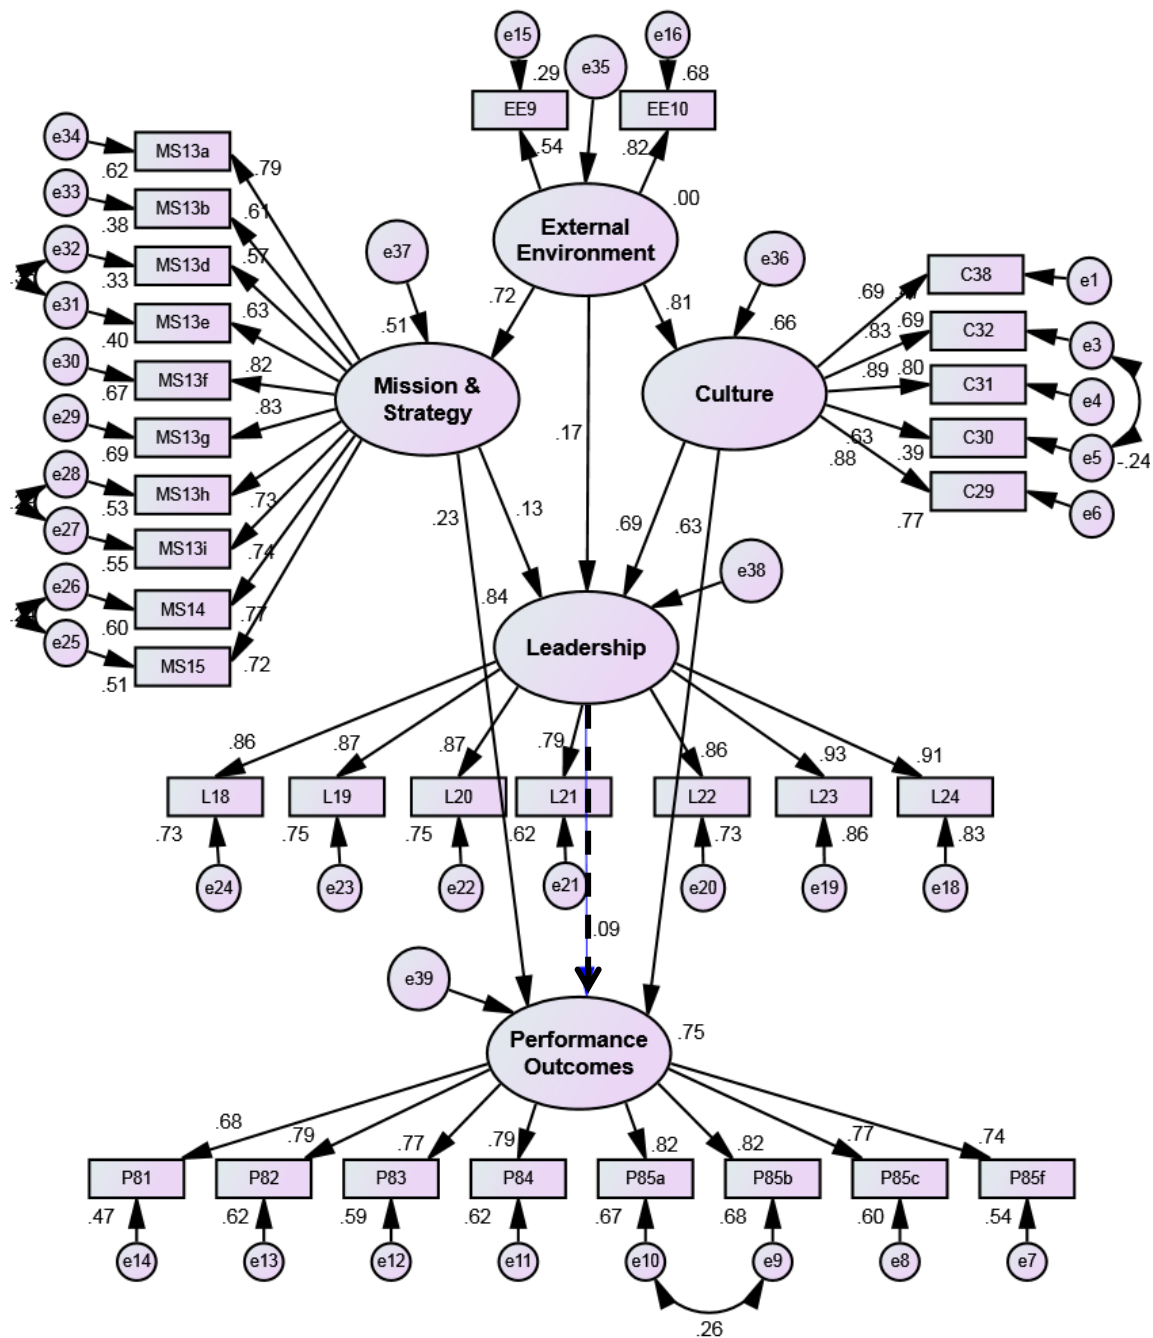 e15
e16
e35
.29
.68
EE9
EE10
.54
.82
.00
External
Environment
e34
MS13a
.62
.79
e33
MS13b
.38
.61
e32
MS13d
.33
.57
e31
MS13e
.40
.63
e30
MS13f
.67
.82
e29
MS13g
.69
.83
e28
MS13h
.53
.73
e27
MS13i
.55
.74
e26
MS14
.60
.77
e25
MS15
.51
.72
e37
.51
Mission &
Strategy
.72
.81
e36
.66
Culture
C38
e1
.69
.83
.69
C32
e3
.89
.80
C31
e4
.63
.39
C30
e5
-.24
.88
C29
e6
.77
.17
.23
.13
.69
.63
e38
.84
Leadership
.86
.87
.87
.79
.86
.93
.91
L18
L19
L20
L21
L22
L23
L24
.73
.75
.75
.62
.73
.86
.83
e24
e23
e22
e21
e20
e19
e18
.09
e39
.75
Performance
Outcomes
.68
.79
.77
.79
.82
.82
.77
.74
P81
P82
P83
P84
P85a
P85b
P85c
P85f
.47
.62
.59
.62
.67
.68
.60
.54
e14
e13
e12
e11
e10
e9
e8
e7
.26